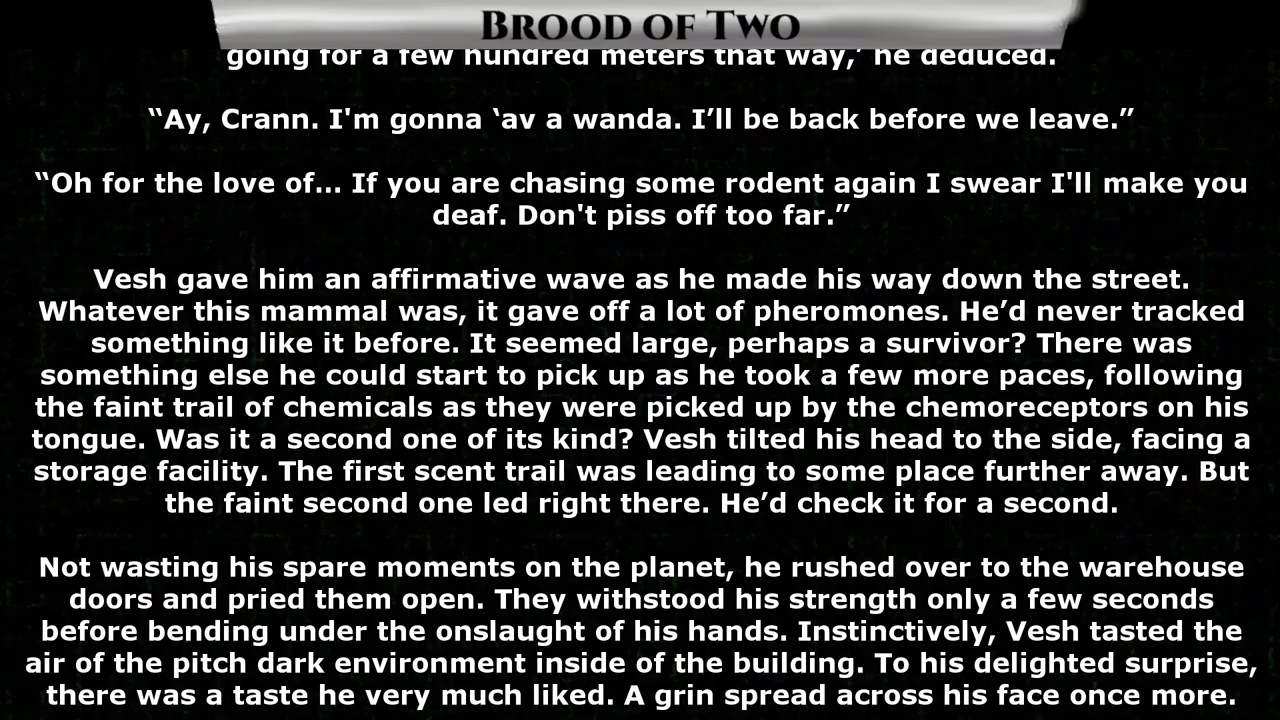 Brood of Two
going for a few hundred meters that way,’ he deduced.
“Ay, Crann. I'm gonna ‘av a wanda. I’ll be back before we leave.”
“Oh for the love of... If you are chasing some rodent again I swear I'll make you
deaf. Don't piss off too far.”
Vesh gave him an affirmative wave as he made his way down the street.
Whatever this mammal was, it gave off a lot of pheromones. He’d never tracked
something like it before. It seemed large, perhaps a survivor? There was
something else he could start to pick up as he took a few more paces, following
the faint trail of chemicals as they were picked up by the chemoreceptors on his
tongue. Was it a second one of its kind? Vesh tilted his head to the side, facing a
storage facility. The first scent trail was leading to some place further away. But
the faint second one led right there. He’d check it for a second.
Not wasting his spare moments on the planet, he rushed over to the warehouse
doors and pried them open. They withstood his strength only a few seconds
before bending under the onslaught of his hands. Instinctively, Vesh tasted the
air of the pitch dark environment inside of the building. To his delighted surprise,
there was a taste he very much liked. A grin spread across his face once more.